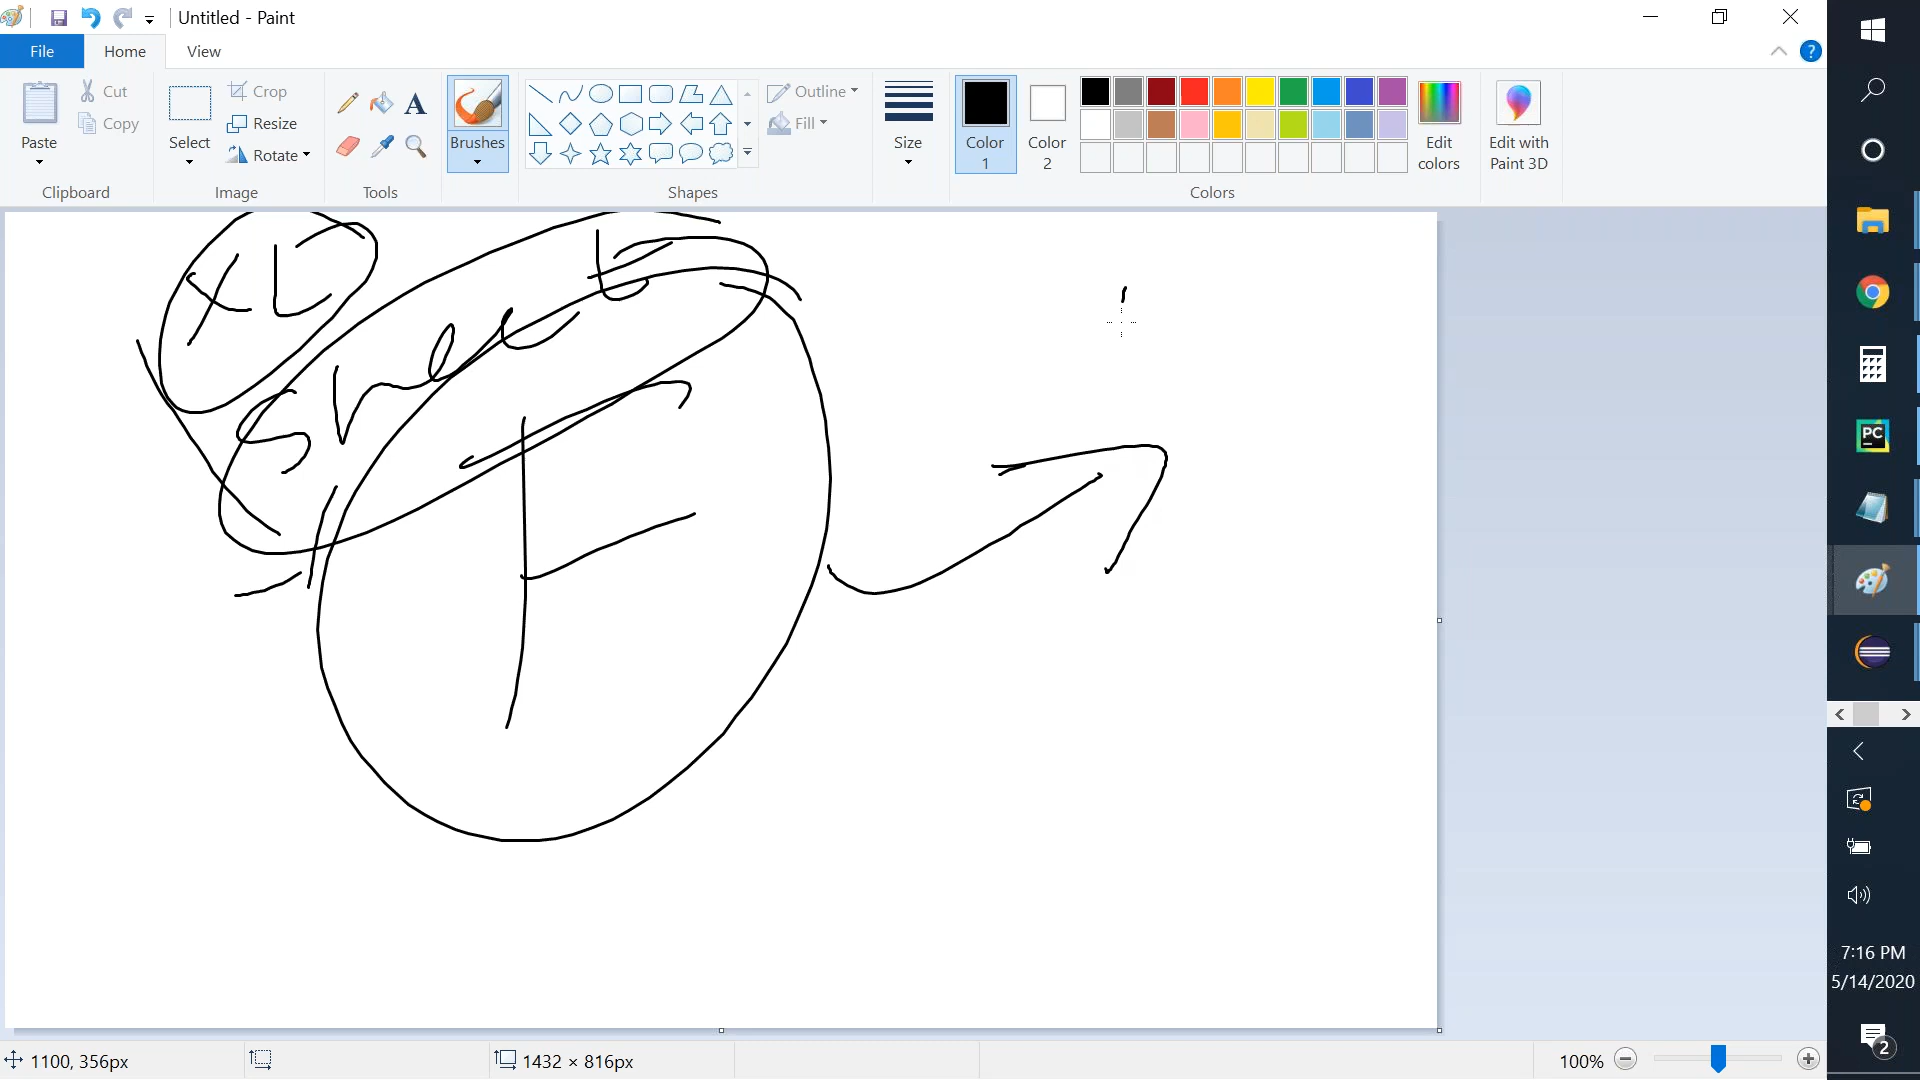 Untitled - Paint
File Home View
Paste
Cut
Copy
Clipboard
Select
Crop
Resize
Rotate
Image
A
Tools
Brushes
Shapes
Outline
Fill
Size
Color 1
Color 2
Edit colors
Colors
Edit with Paint 3D
?
XL
Sheet
F
PC
1100, 356px
1432 × 816px
100%
7:16 PM
5/14/2020
2